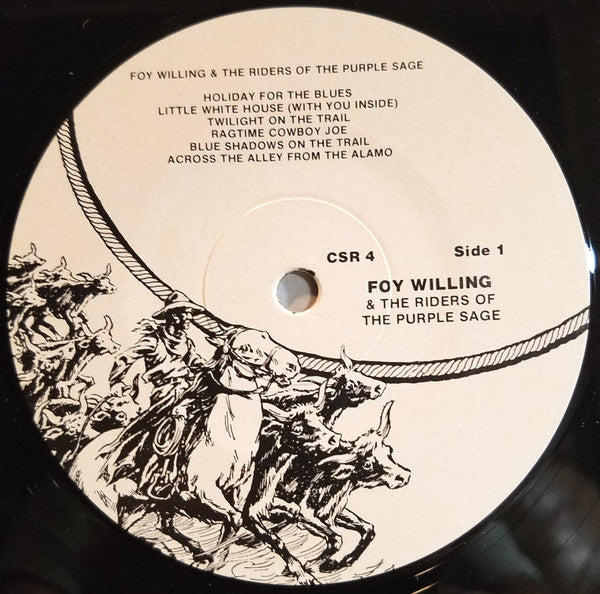 FOY WILLING & THE RIDERS OF THE PURPLE SAGE
HOLIDAY FOR THE BLUES
LITTLE WHITE HOUSE (WITH YOU INSIDE)
TWILIGHT ON THE TRAIL
RAGTIME COWBOY JOE
BLUE SHADOWS ON THE TRAIL
ACROSS THE ALLEY FROM THE ALAMO
CSR 4
Side 1
FOY WILLING
& THE RIDERS OF
THE PURPLE SAGE